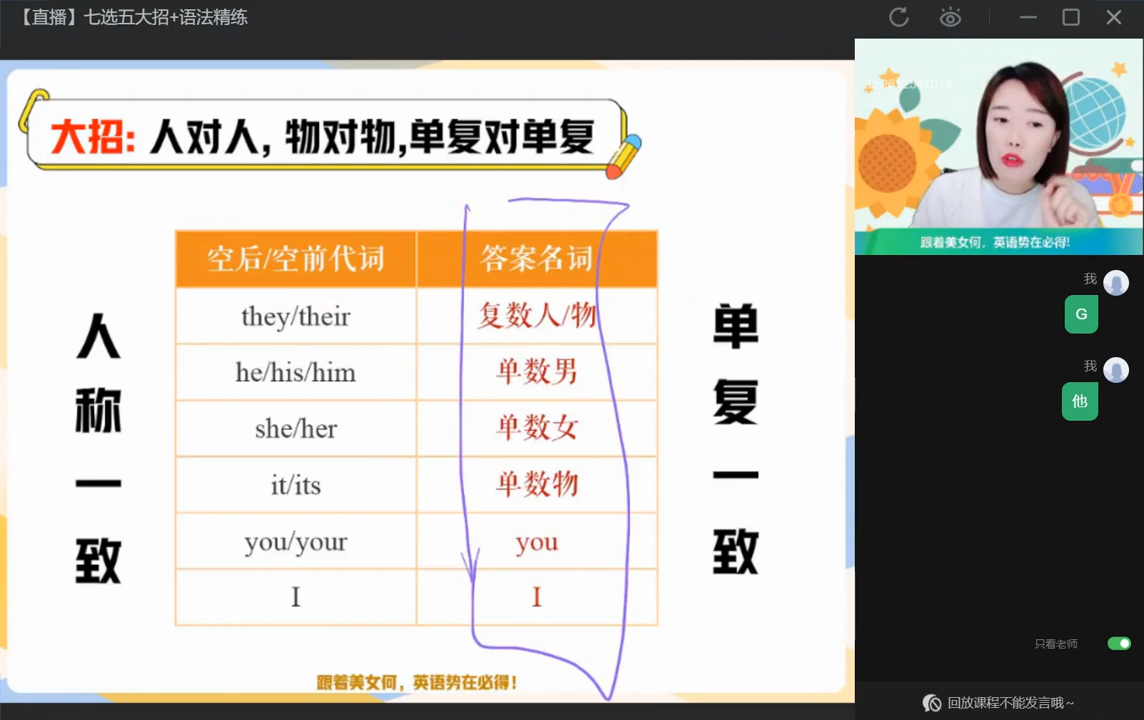 【直播】七选五大招+语法精练
大招: 人对人, 物对物,单复对单复
空后/空前代词 答案名词
they/their 复数人/物
he/his/him 单数男
she/her 单数女
it/its 单数物
you/your you
I I
人称一致
单复一致
跟着美女何，英语势在必得!
跟着美女何，英语势在必得!
我
G
我
他
只看老师
回放课程不能发言哦~